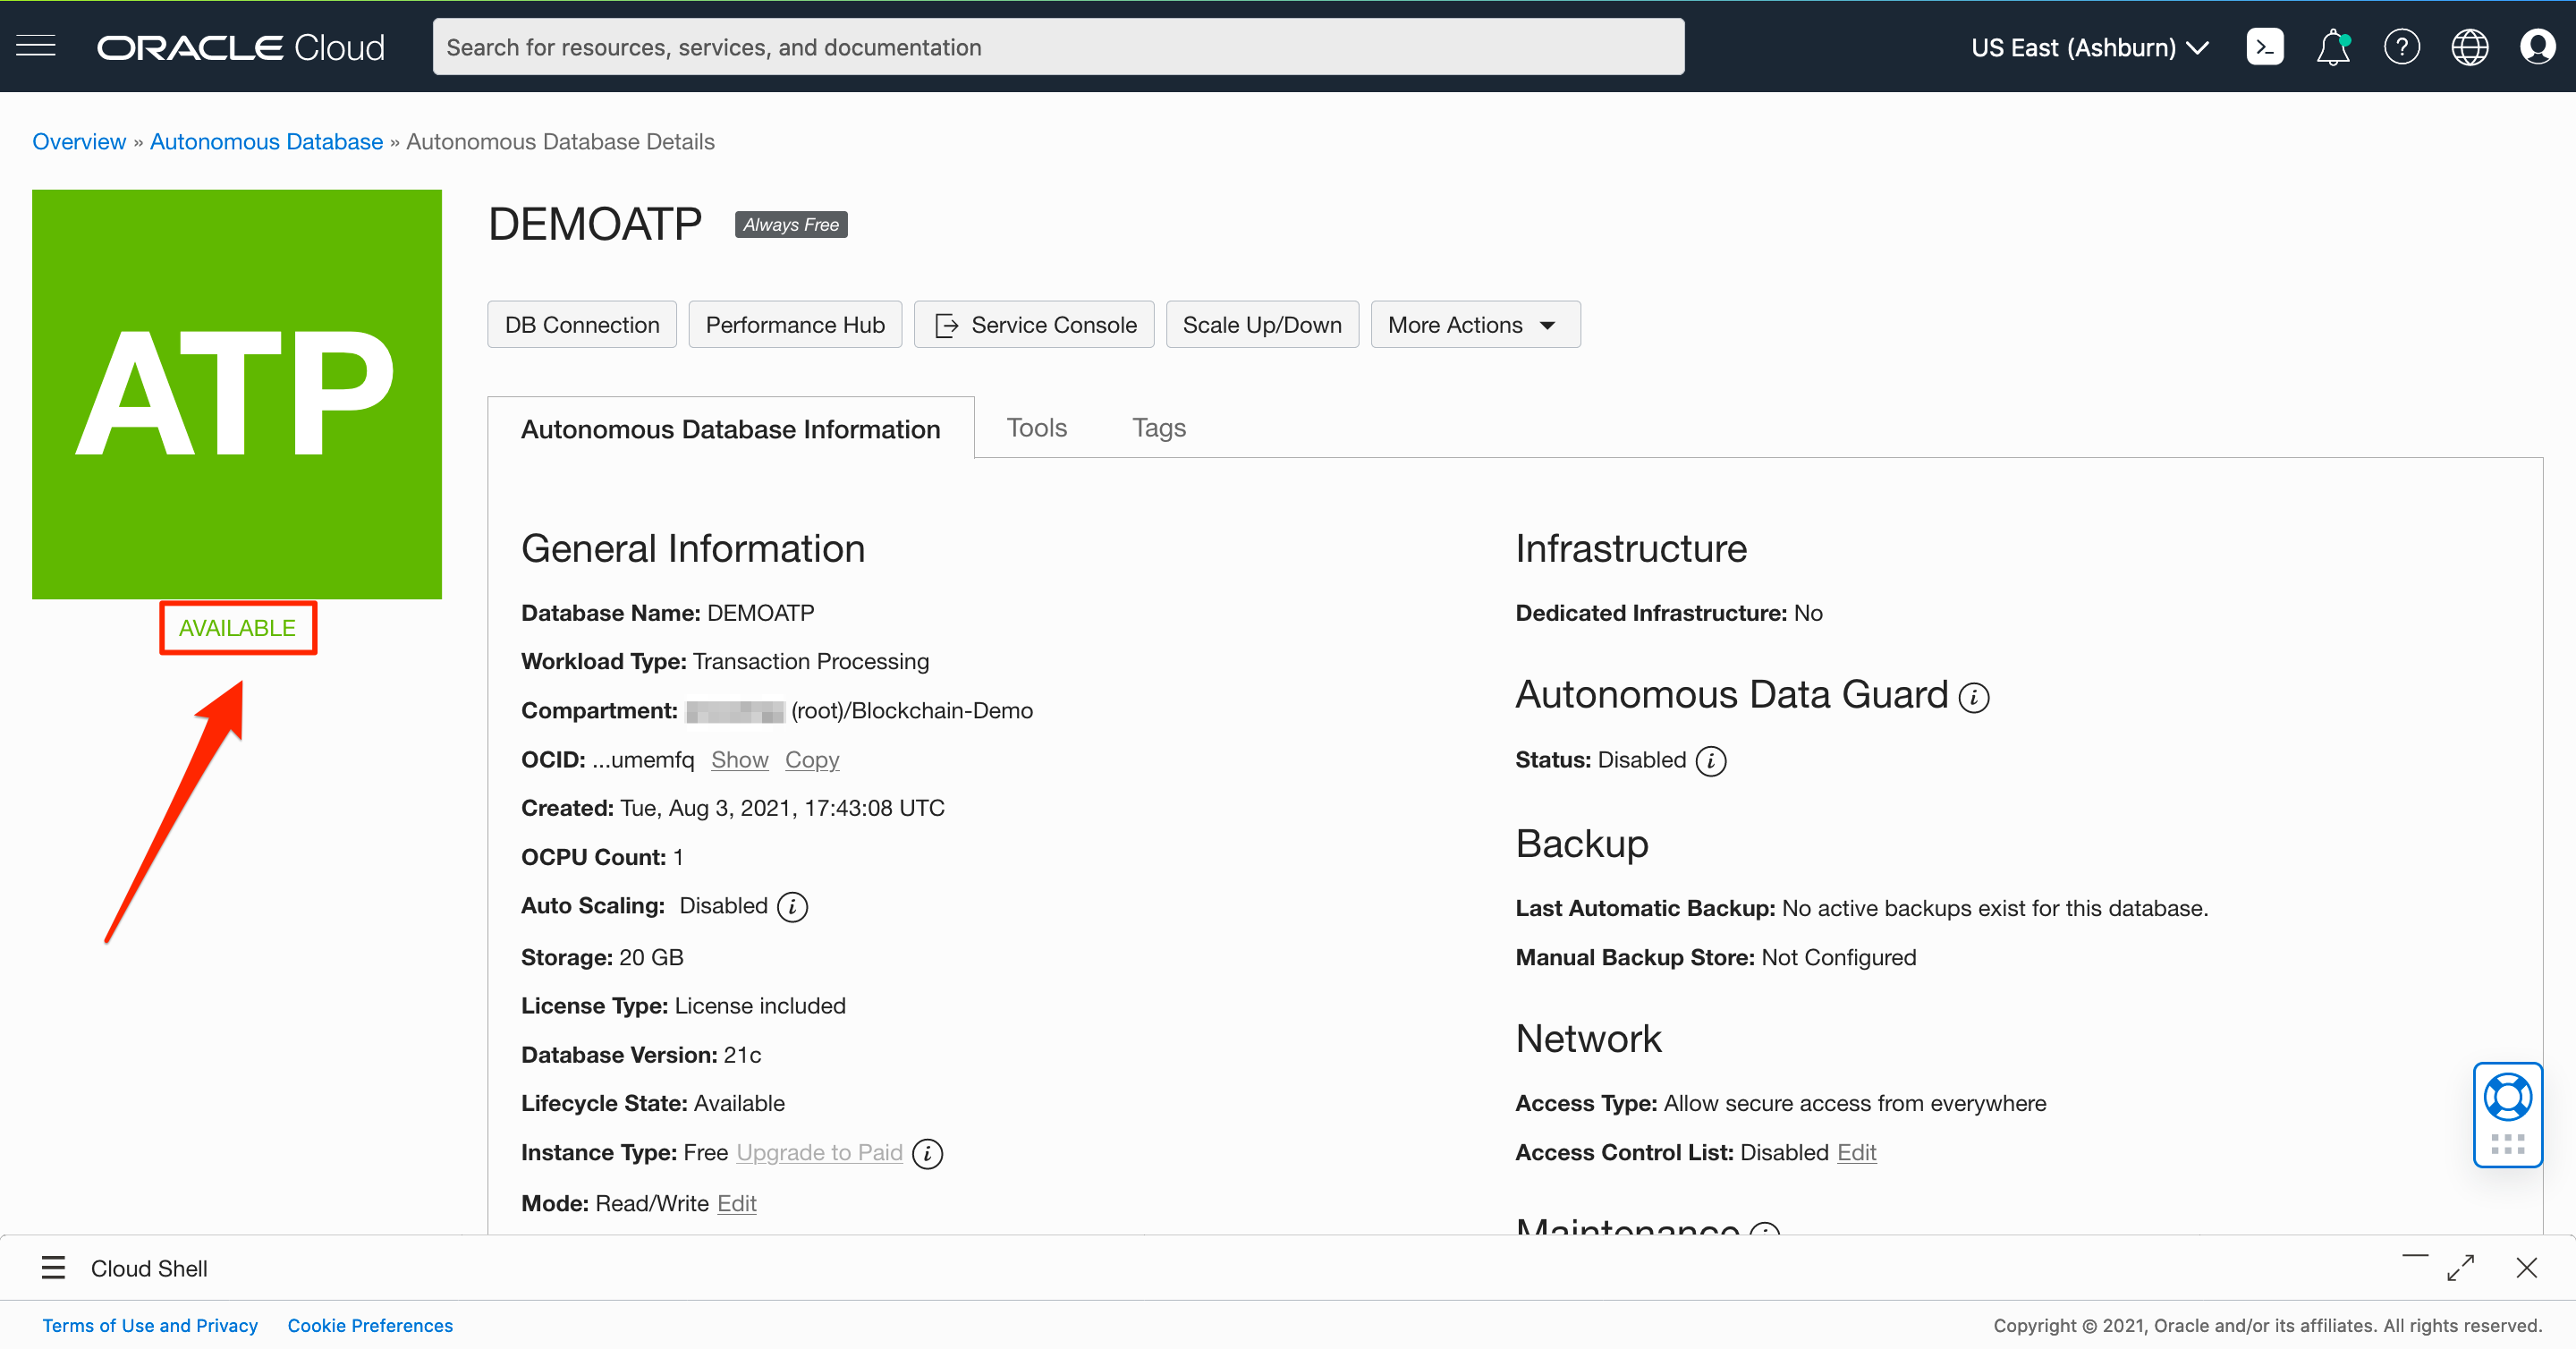 ORACLE Cloud
Search for resources, services, and documentation
US East (Ashburn)
Overview » Autonomous Database » Autonomous Database Details
ATP
AVAILABLE
DEMOATP Always Free
DB Connection Performance Hub Service Console Scale Up/Down More Actions
Autonomous Database Information Tools Tags
General Information
Database Name: DEMOATP
Workload Type: Transaction Processing
Compartment: (root)/Blockchain-Demo
OCID: ...umemfq Show Copy
Created: Tue, Aug 3, 2021, 17:43:08 UTC
OCPU Count: 1
Auto Scaling: Disabled
Storage: 20 GB
License Type: License included
Database Version: 21c
Lifecycle State: Available
Instance Type: Free Upgrade to Paid
Mode: Read/Write Edit
Infrastructure
Dedicated Infrastructure: No
Autonomous Data Guard
Status: Disabled
Backup
Last Automatic Backup: No active backups exist for this database.
Manual Backup Store: Not Configured
Network
Access Type: Allow secure access from everywhere
Access Control List: Disabled Edit
Maintenance
Cloud Shell
Terms of Use and Privacy Cookie Preferences
Copyright © 2021, Oracle and/or its affiliates. All rights reserved.